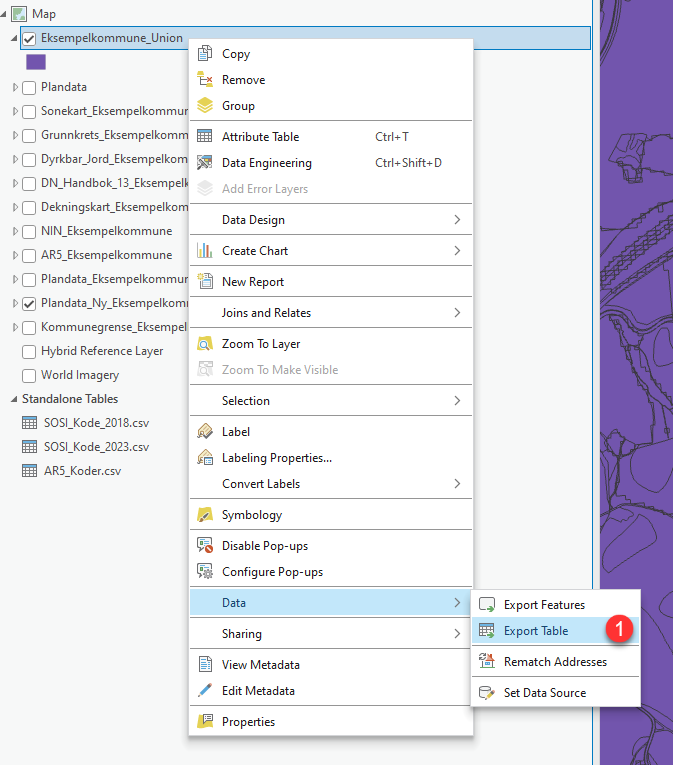 Map
Eksempelkommune_Union
Plandata
Sonekart_Eksempelkommur
Grunnkrets_Eksempelkomm
Dyrkbar_Jord_Eksempelkom
DN_Handbok_13_Eksempelk
Dekningskart_Eksempelkom
NIN_Eksempelkommune
AR5_Eksempelkommune
Plandata_Eksempelkommur
Plandata_Ny_Eksempelkomm
Kommunegrense_Eksempel
Hybrid Reference Layer
World Imagery
Standalone Tables
SOSI_Kode_2018.csv
SOSI_Kode_2023.csv
AR5_Koder.csv
Copy
Remove
Group
Attribute Table Ctrl+T
Data Engineering Ctrl+Shift+D
Add Error Layers
Data Design
Create Chart
New Report
Joins and Relates
Zoom To Layer
Zoom To Make Visible
Selection
Label
Labeling Properties...
Convert Labels
Symbology
Disable Pop-ups
Configure Pop-ups
Data
Sharing
View Metadata
Edit Metadata
Properties
Export Features
Export Table 1
Rematch Addresses
Set Data Source